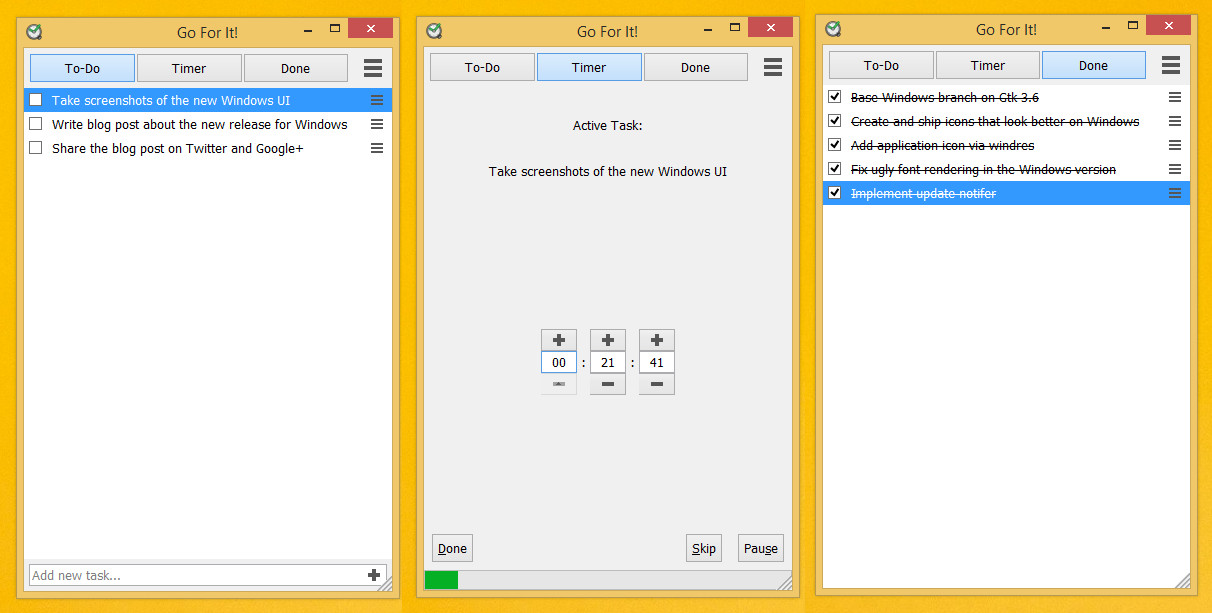 Go For It!
To-Do Timer Done
Take screenshots of the new Windows UI
Write blog post about the new release for Windows
Share the blog post on Twitter and Google+
Add new task...
Go For It!
To-Do Timer Done
Active Task:
Take screenshots of the new Windows UI
00 : 21 : 41
Done Skip Pause
Go For It!
To-Do Timer Done
Base Windows branch on Gtk 3.6
Create and ship icons that look better on Windows
Add application icon via windres
Fix ugly font rendering in the Windows version
Implement update notifer